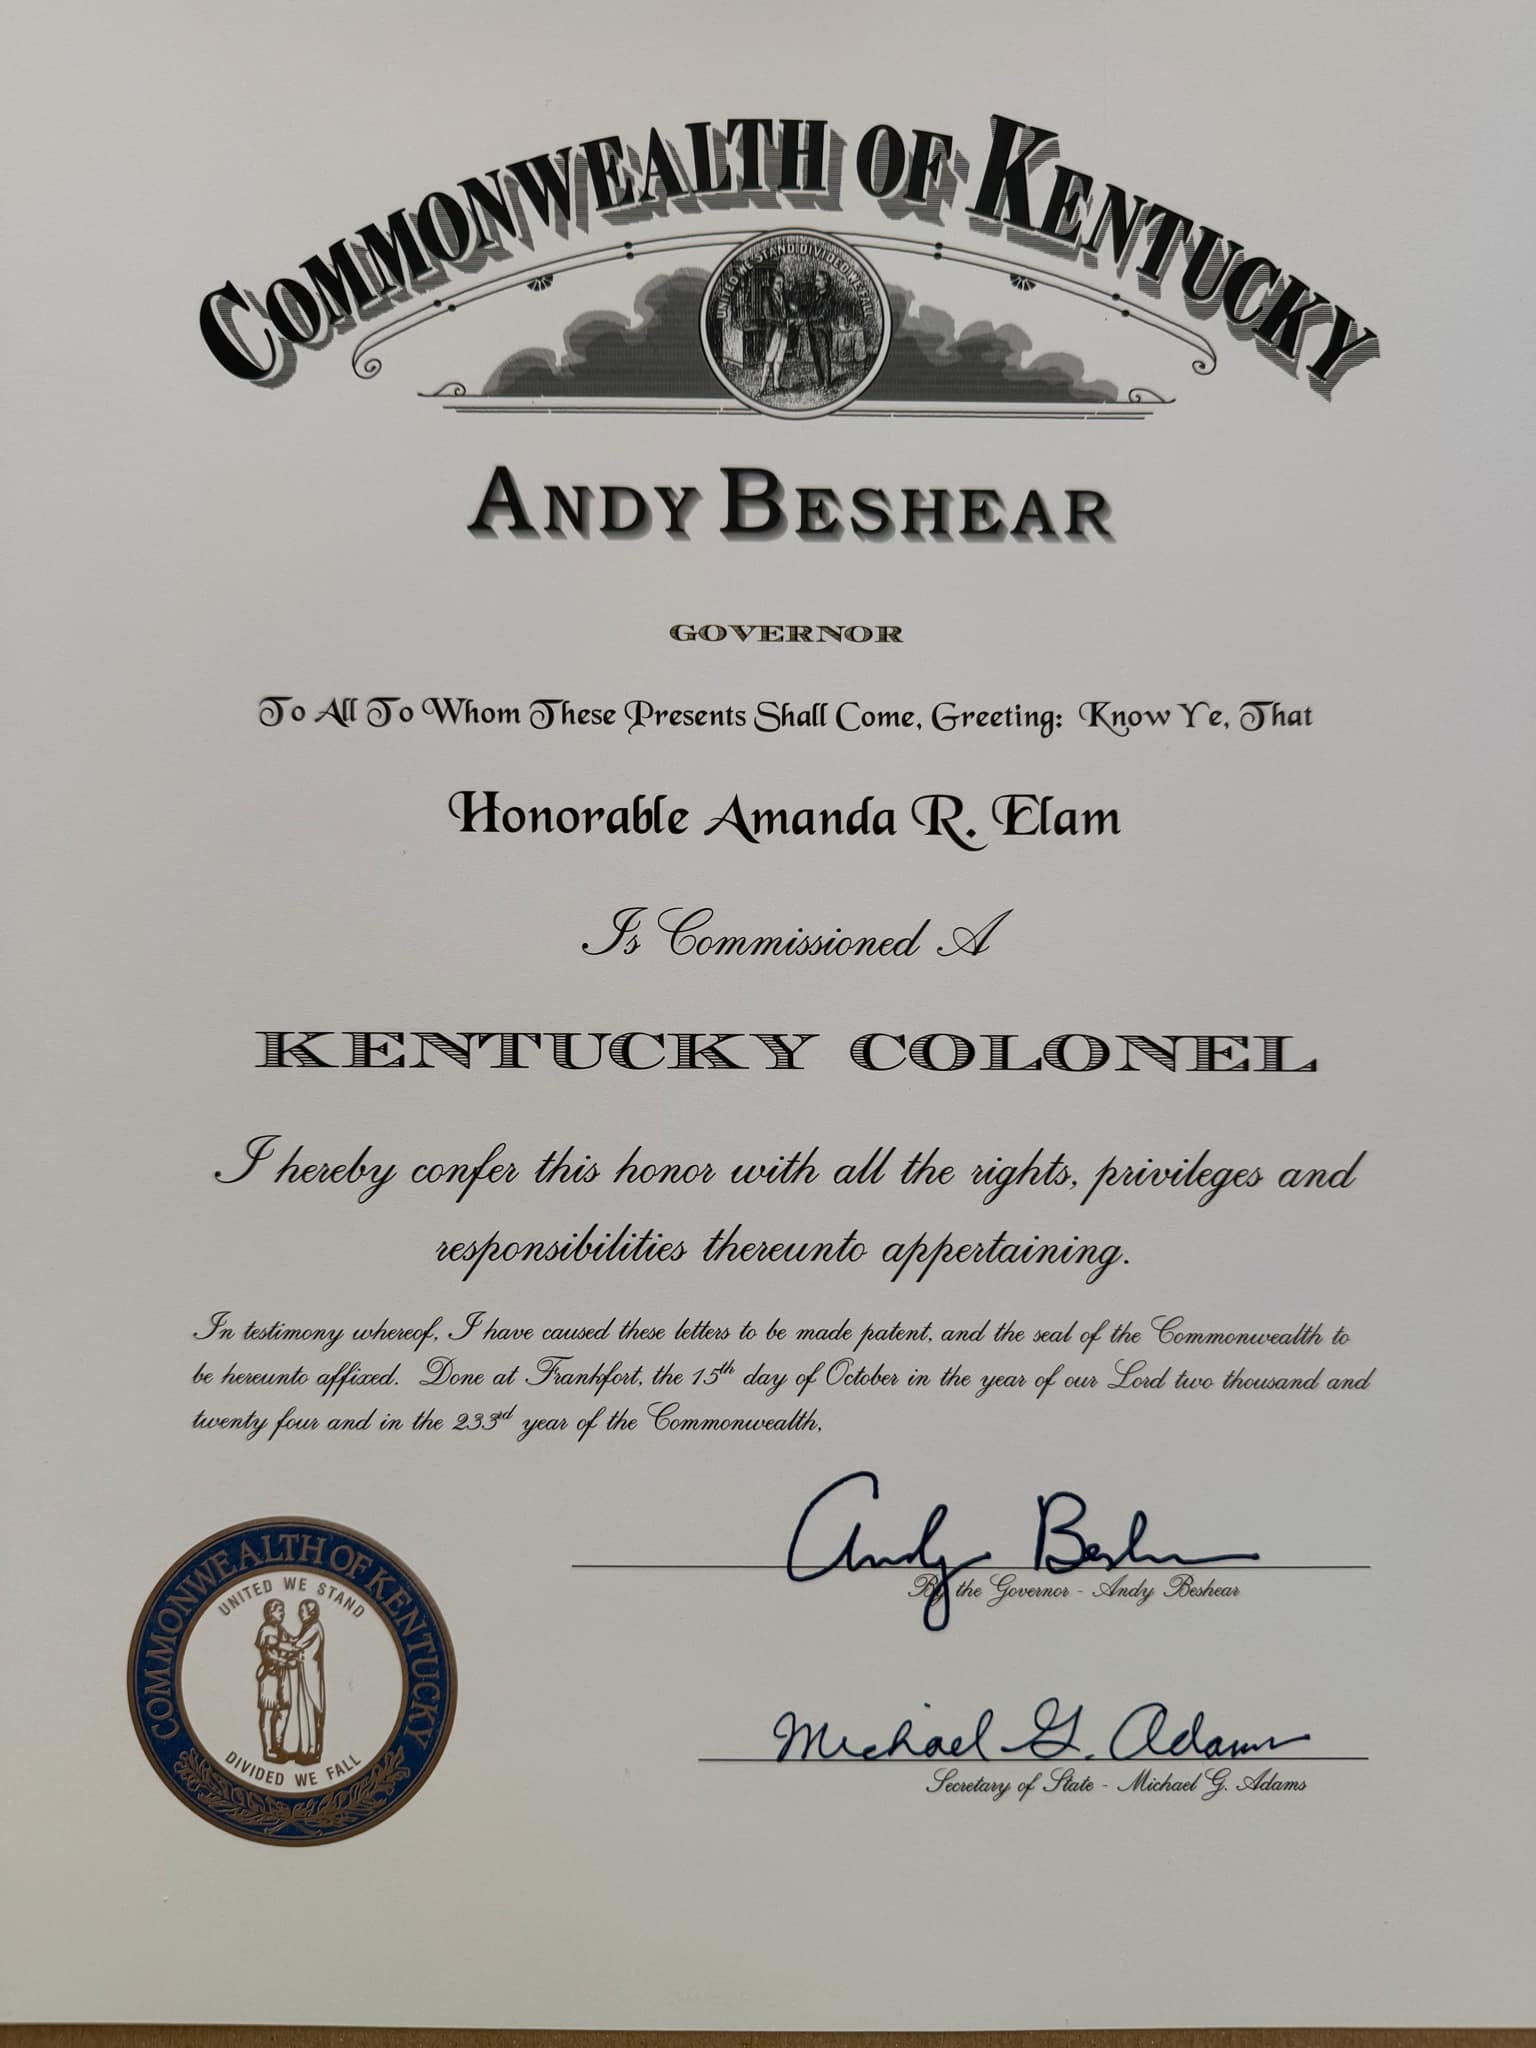 COMMONWEALTH OF KENTUCKY
UNITED WE STAND DIVIDED WE FALL
ANDY BESHEAR
GOVERNOR
To All To Whom These Presents Shall Come, Greeting: Know Ye, That
Honorable Amanda R. Elam
Is Commissioned A
KENTUCKY COLONEL
I hereby confer this honor with all the rights, privileges and
responsibilities thereunto appertaining.
In testimony whereof, I have caused these letters to be made patent, and the seal of the Commonwealth to
be hereunto affixed. Done at Frankfort, the 15th day of October in the year of our Lord two thousand and
twenty four and in the 233rd year of the Commonwealth,
Andy Beshear
By the Governor - Andy Beshear
Michael G. Adams
Secretary of State - Michael G. Adams
COMMONWEALTH OF KENTUCKY
UNITED WE STAND
DIVIDED WE FALL